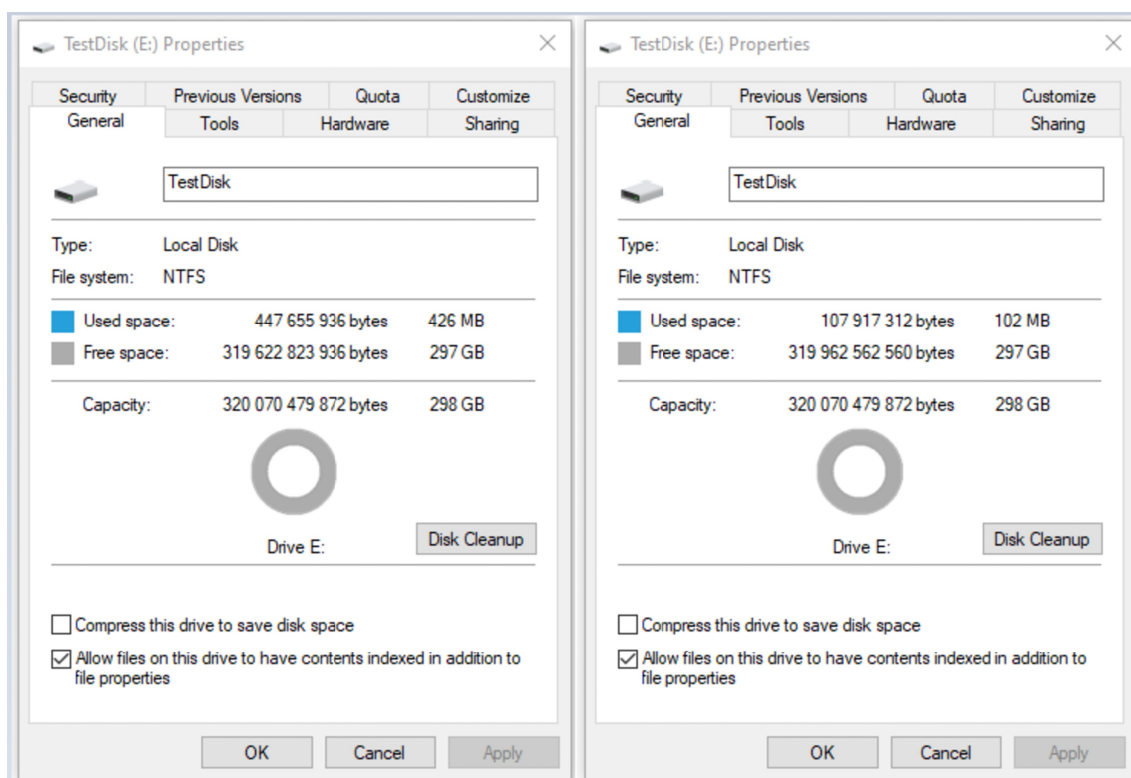 TestDisk (E:) Properties
Security Previous Versions Quota Customize
General Tools Hardware Sharing
TestDisk
Type: Local Disk
File system: NTFS
Used space: 447 655 936 bytes 426 MB
Free space: 319 622 823 936 bytes 297 GB
Capacity: 320 070 479 872 bytes 298 GB
Drive E:
Disk Cleanup
Compress this drive to save disk space
Allow files on this drive to have contents indexed in addition to
file properties
OK Cancel Apply
TestDisk (E:) Properties
Security Previous Versions Quota Customize
General Tools Hardware Sharing
TestDisk
Type: Local Disk
File system: NTFS
Used space: 107 917 312 bytes 102 MB
Free space: 319 962 562 560 bytes 297 GB
Capacity: 320 070 479 872 bytes 298 GB
Drive E:
Disk Cleanup
Compress this drive to save disk space
Allow files on this drive to have contents indexed in addition to
file properties
OK Cancel Apply